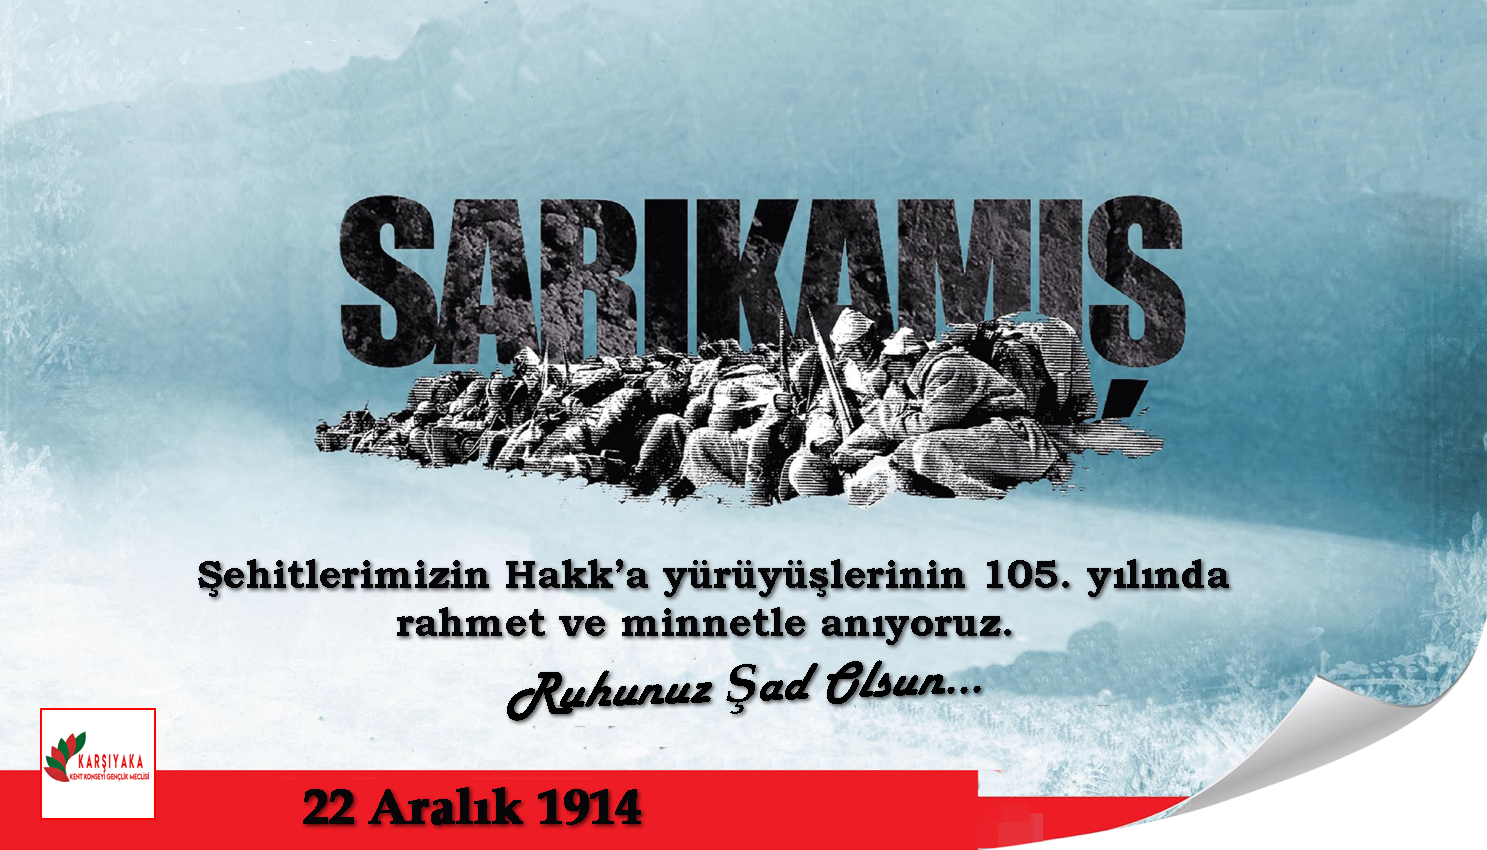 SARIKAMIŞ
Şehitlerimizin Hakk’a yürüyüşlerinin 105. yılında
rahmet ve minnetle anıyoruz.
Ruhunuz Şad Olsun...
KARŞIYAKA
KENT KONSEYİ GENÇLİK MECLİSİ
22 Aralık 1914